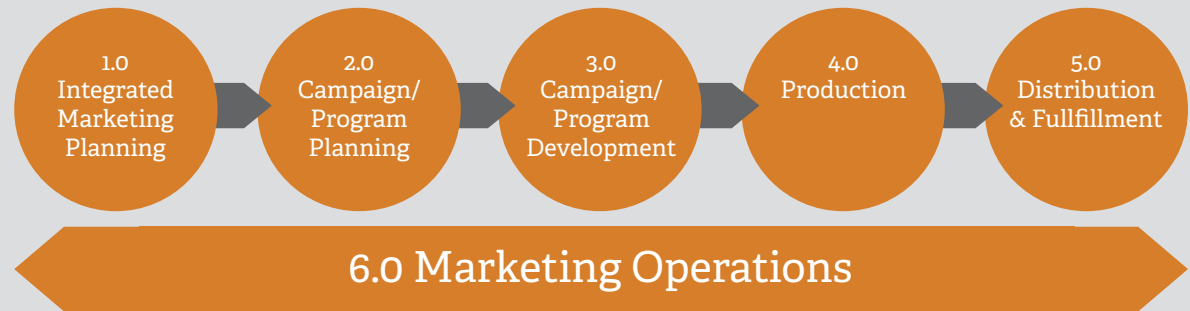 1.0
Integrated
Marketing
Planning
2.0
Campaign/
Program
Planning
3.0
Campaign/
Program
Development
4.0
Production
5.0
Distribution
& Fullfillment
6.0 Marketing Operations